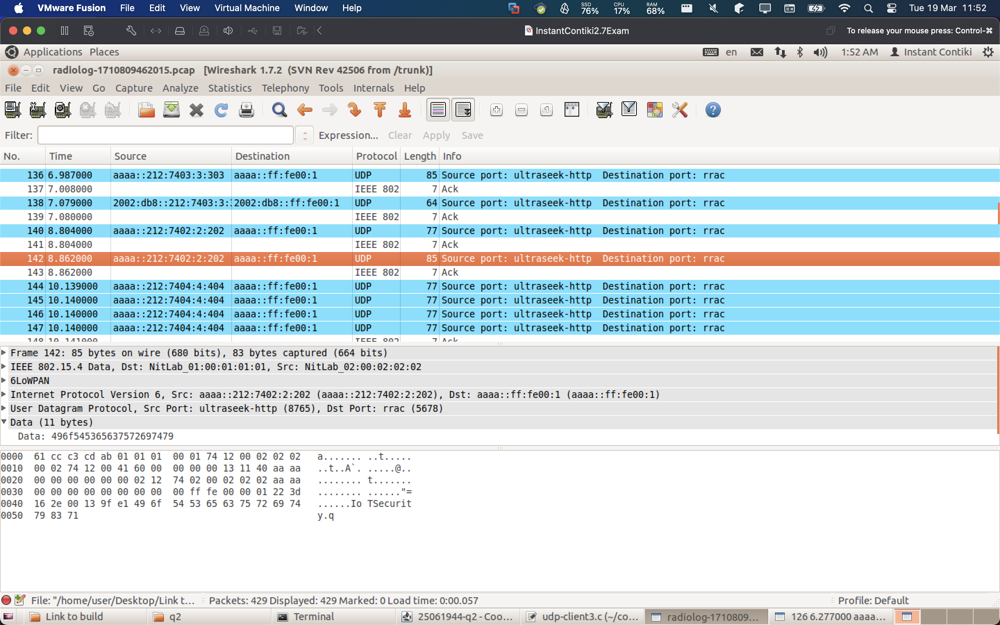 VMware Fusion File Edit View Virtual Machine Window Help SSD 76% CPU 17% RAM 68% Tue 19 Mar 11:52
InstantContiki2.7Exam To release your mouse press: Control-⌘
Applications Places en 1:52 AM Instant Contiki
radiolog-1710809462015.pcap [Wireshark 1.7.2 (SVN Rev 42506 from /trunk)]
File Edit View Go Capture Analyze Statistics Telephony Tools Internals Help
Filter: Expression... Clear Apply Save
No. Time Source Destination Protocol Length Info
136 6.987000 aaaa::212:7403:3:303 aaaa::ff:fe00:1 UDP 85 Source port: ultraseek-http Destination port: rrac
137 7.008000 IEEE 802 7 Ack
138 7.079000 2002:db8::212:7403:3: 2002:db8::ff:fe00:1 UDP 64 Source port: ultraseek-http Destination port: rrac
139 7.080000 IEEE 802 7 Ack
140 8.804000 aaaa::212:7402:2:202 aaaa::ff:fe00:1 UDP 77 Source port: ultraseek-http Destination port: rrac
141 8.804000 IEEE 802 7 Ack
142 8.862000 aaaa::212:7402:2:202 aaaa::ff:fe00:1 UDP 85 Source port: ultraseek-http Destination port: rrac
143 8.862000 IEEE 802 7 Ack
144 10.139000 aaaa::212:7404:4:404 aaaa::ff:fe00:1 UDP 77 Source port: ultraseek-http Destination port: rrac
145 10.140000 aaaa::212:7404:4:404 aaaa::ff:fe00:1 UDP 77 Source port: ultraseek-http Destination port: rrac
146 10.140000 aaaa::212:7404:4:404 aaaa::ff:fe00:1 UDP 77 Source port: ultraseek-http Destination port: rrac
147 10.140000 aaaa::212:7404:4:404 aaaa::ff:fe00:1 UDP 77 Source port: ultraseek-http Destination port: rrac
148 10.141000 IEEE 802 7 Ack
Frame 142: 85 bytes on wire (680 bits), 83 bytes captured (664 bits)
IEEE 802.15.4 Data, Dst: NitLab_01:00:01:01:01, Src: NitLab_02:00:02:02:02
6LoWPAN
Internet Protocol Version 6, Src: aaaa::212:7402:2:202 (aaaa::212:7402:2:202), Dst: aaaa::ff:fe00:1 (aaaa::ff:fe00:1)
User Datagram Protocol, Src Port: ultraseek-http (8765), Dst Port: rrac (5678)
Data (11 bytes)
Data: 496f545365637572697479
0000 61 cc c3 cd ab 01 01 01 00 01 74 12 00 02 02 02 a....... ..t.....
0010 00 02 74 12 00 41 60 00 00 00 00 13 11 40 aa aa ..t..A`. .....@..
0020 00 00 00 00 00 00 02 12 74 02 00 02 02 02 aa aa ........ t.......
0030 00 00 00 00 00 00 00 00 00 ff fe 00 00 01 22 3d ........ ......"=
0040 16 2e 00 13 9f e1 49 6f 54 53 65 63 75 72 69 74 ......Io TSecurit
0050 79 83 71 y.q
File: "/home/user/Desktop/Link t... Packets: 429 Displayed: 429 Marked: 0 Load time: 0:00.057 Profile: Default
Link to build q2 Terminal 25061944-q2 - Coo... udp-client3.c (~/co... radiolog-1710809... 126 6.277000 aaaa...